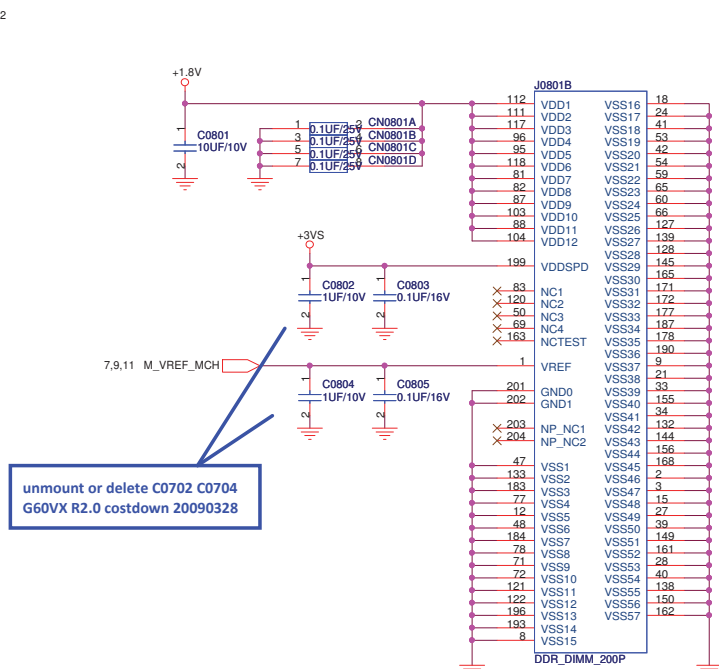 2
+1.8V
J0801B
1 C0801 10UF/10V 2
1 0.1UF/25V 2 CN0801A
3 0.1UF/25V 4 CN0801B
5 0.1UF/25V 6 CN0801C
7 0.1UF/25V 8 CN0801D
112 VDD1 VSS16 18
111 VDD2 VSS17 24
117 VDD3 VSS18 41
96 VDD4 VSS19 53
95 VDD5 VSS20 42
118 VDD6 VSS21 54
81 VDD7 VSS22 59
82 VDD8 VSS23 65
87 VDD9 VSS24 60
103 VDD10 VSS25 66
88 VDD11 VSS26 127
104 VDD12 VSS27 139
VSS28 128
+3VS
199 VDDSPD VSS29 145
VSS30 165
1 C0802 1UF/10V 2
1 C0803 0.1UF/16V 2
83 NC1 VSS31 171
120 NC2 VSS32 172
50 NC3 VSS33 177
69 NC4 VSS34 187
163 NCTEST VSS35 178
VSS36 190
7,9,11 M_VREF_MCH
1 VREF VSS37 9
VSS38 21
1 C0804 1UF/10V 2
1 C0805 0.1UF/16V 2
201 GND0 VSS39 33
202 GND1 VSS40 155
VSS41 34
203 NP_NC1 VSS42 132
204 NP_NC2 VSS43 144
VSS44 156
47 VSS1 VSS45 168
133 VSS2 VSS46 2
183 VSS3 VSS47 3
77 VSS4 VSS48 15
12 VSS5 VSS49 27
48 VSS6 VSS50 39
184 VSS7 VSS51 149
78 VSS8 VSS52 161
71 VSS9 VSS53 28
72 VSS10 VSS54 40
121 VSS11 VSS55 138
122 VSS12 VSS56 150
196 VSS13 VSS57 162
193 VSS14
8 VSS15
DDR_DIMM_200P
unmount or delete C0702 C0704
G60VX R2.0 costdown 20090328